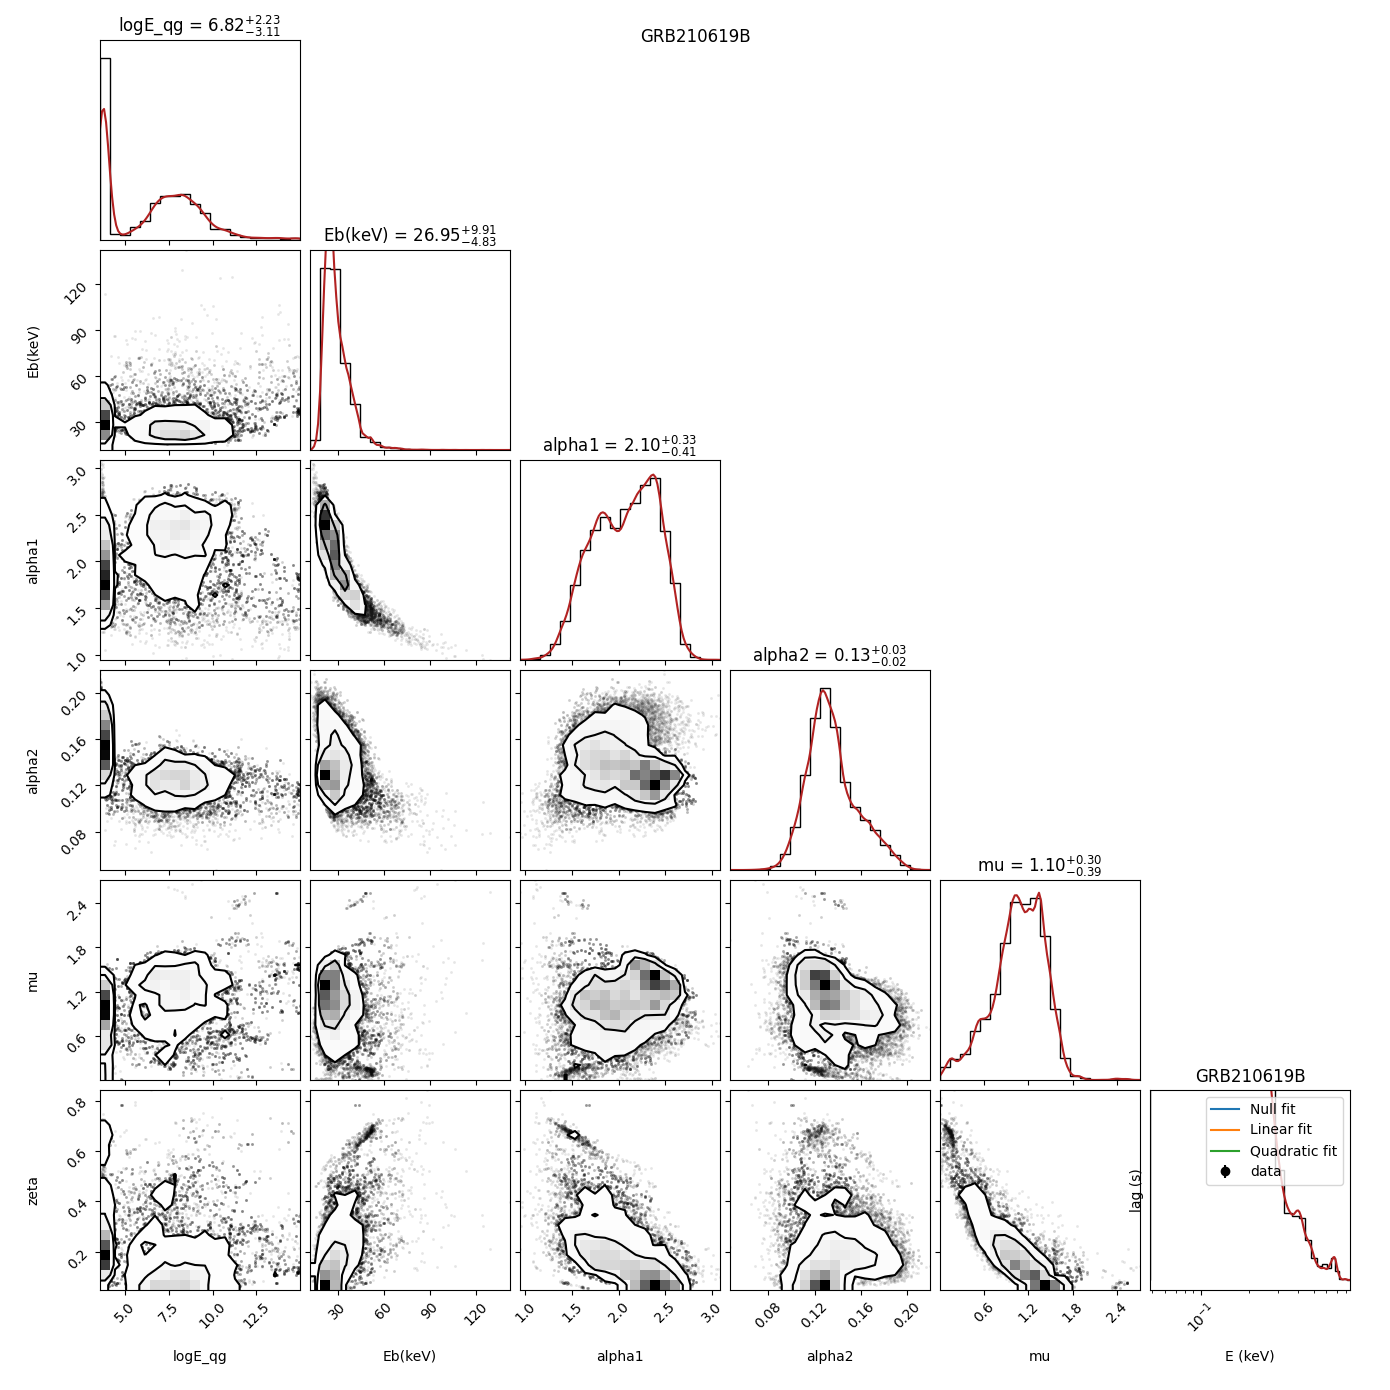 GRB210619B
logE_qg = 6.82+2.23 −3.11
Eb(keV) = 26.95+9.91 −4.83
120
90
60
30
Eb(keV)
alpha1 = 2.10+0.33 −0.41
3.0
2.5
2.0
1.5
1.0
alpha1
alpha2 = 0.13+0.03 −0.02
0.20
0.16
0.12
0.08
alpha2
mu = 1.10+0.30 −0.39
2.4
1.8
1.2
0.6
mu
GRB210619B
Null fit
Linear fit
Quadratic fit
data
lag (s)
0.8
0.6
0.4
0.2
zeta
5.0 7.5 10.0 12.5 30 60 90 120 1.0 1.5 2.0 2.5 3.0 0.08 0.12 0.16 0.20 0.6 1.2 1.8 2.4 10−1
logE_qg Eb(keV) alpha1 alpha2 mu E (keV)